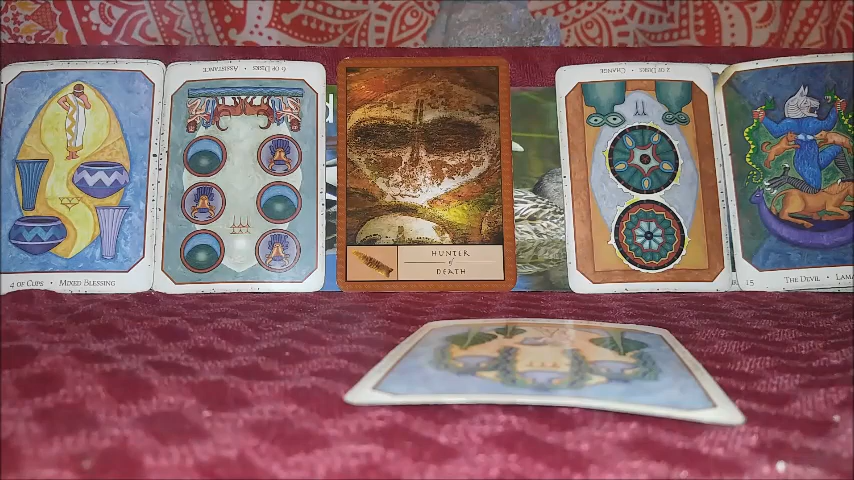 4 OF CUPS • MIXED BLESSING
6 OF DISKS • ASSISTANCE
HUNTER
of
DEATH
2 OF DISKS • CHANGE
15
THE DEVIL • LAMA